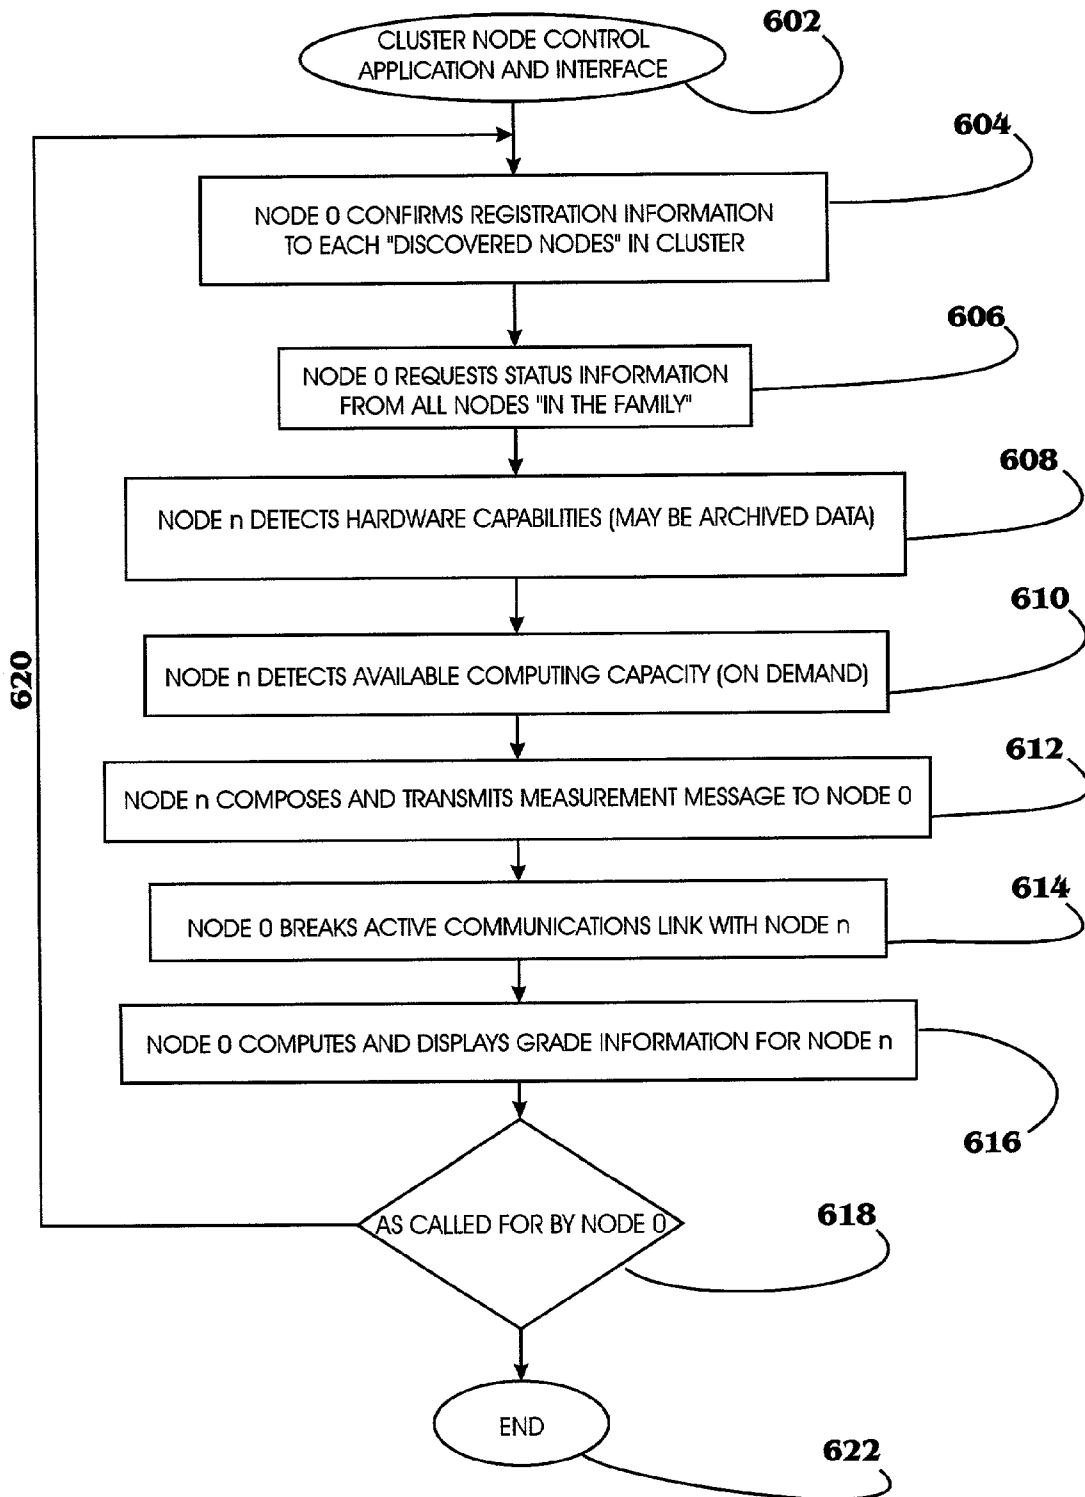 CLUSTER NODE CONTROL
APPLICATION AND INTERFACE
602
604
NODE 0 CONFIRMS REGISTRATION INFORMATION
TO EACH "DISCOVERED NODES" IN CLUSTER
606
NODE 0 REQUESTS STATUS INFORMATION
FROM ALL NODES "IN THE FAMILY"
608
NODE n DETECTS HARDWARE CAPABILITIES (MAY BE ARCHIVED DATA)
610
NODE n DETECTS AVAILABLE COMPUTING CAPACITY (ON DEMAND)
620
612
NODE n COMPOSES AND TRANSMITS MEASUREMENT MESSAGE TO NODE 0
614
NODE 0 BREAKS ACTIVE COMMUNICATIONS LINK WITH NODE n
NODE 0 COMPUTES AND DISPLAYS GRADE INFORMATION FOR NODE n
616
AS CALLED FOR BY NODE 0
618
END
622